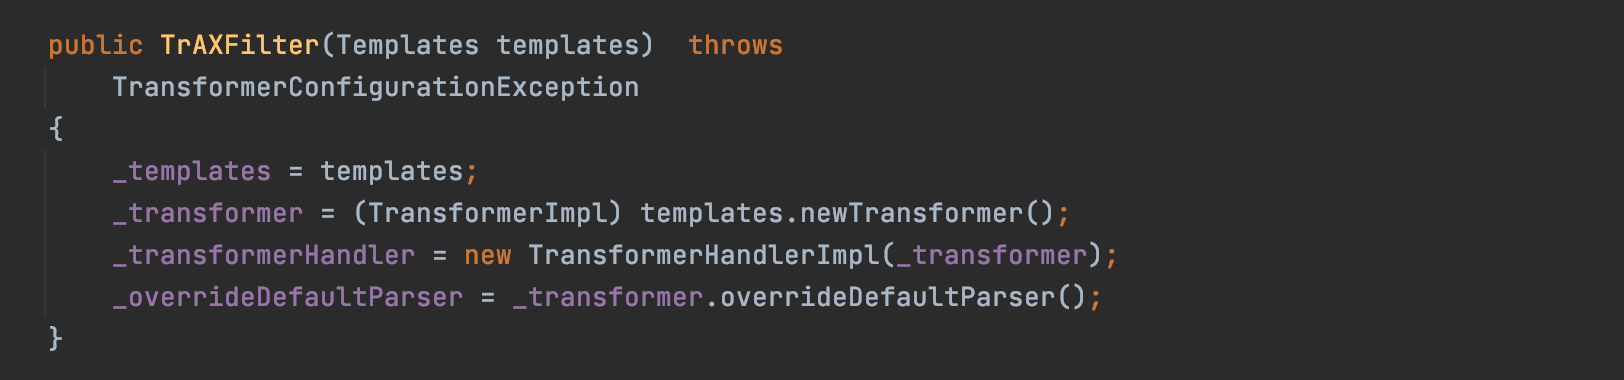 public TrAXFilter(Templates templates)  throws
    TransformerConfigurationException
{
    _templates = templates;
    _transformer = (TransformerImpl) templates.newTransformer();
    _transformerHandler = new TransformerHandlerImpl(_transformer);
    _overrideDefaultParser = _transformer.overrideDefaultParser();
}